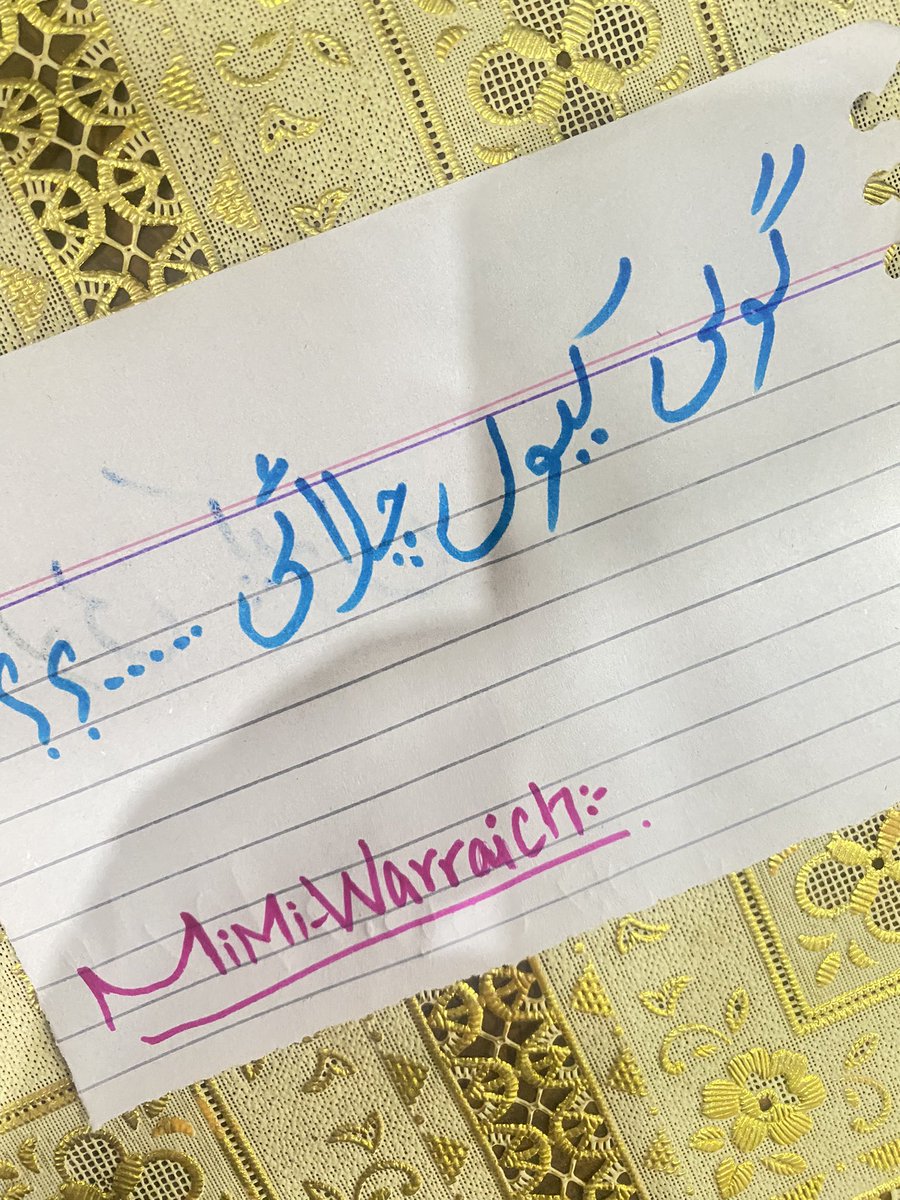 گولی کیوں چلائی .....؟؟
MiMi-Warraich:-